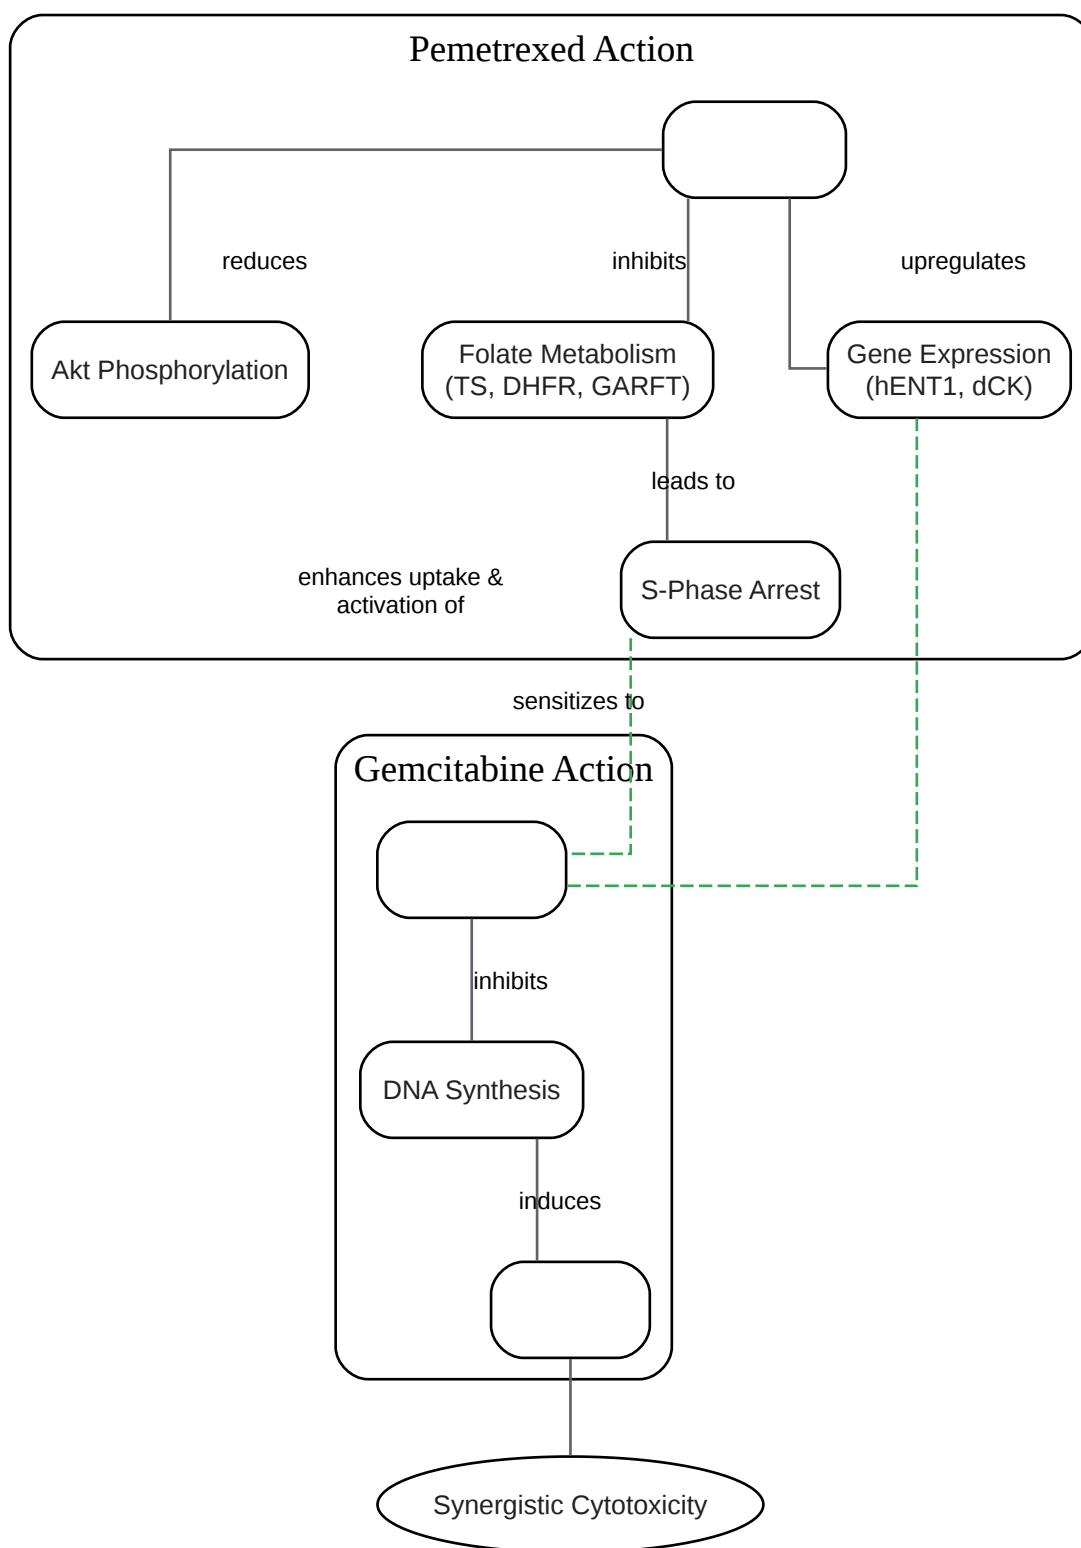 Pemetrexed Action
reduces
inhibits
upregulates
Akt Phosphorylation
Folate Metabolism
(TS, DHFR, GARFT)
Gene Expression
(hENT1, dCK)
leads to
enhances uptake &
activation of
S-Phase Arrest
sensitizes to
Gemcitabine Action
inhibits
DNA Synthesis
induces
Synergistic Cytotoxicity